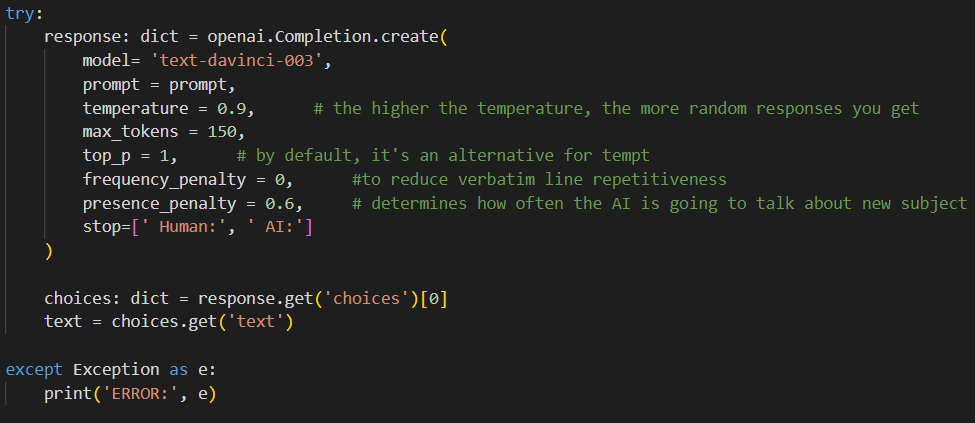 try:
    response: dict = openai.Completion.create(
        model= 'text-davinci-003',
        prompt = prompt,
        temperature = 0.9,      # the higher the temperature, the more random responses you get
        max_tokens = 150,
        top_p = 1,      # by default, it's an alternative for tempt
        frequency_penalty = 0,      #to reduce verbatim line repetitiveness
        presence_penalty = 0.6,     # determines how often the AI is going to talk about new subject
        stop=[' Human:', ' AI:']
    )
    choices: dict = response.get('choices')[0]
    text = choices.get('text')
except Exception as e:
    print('ERROR:', e)